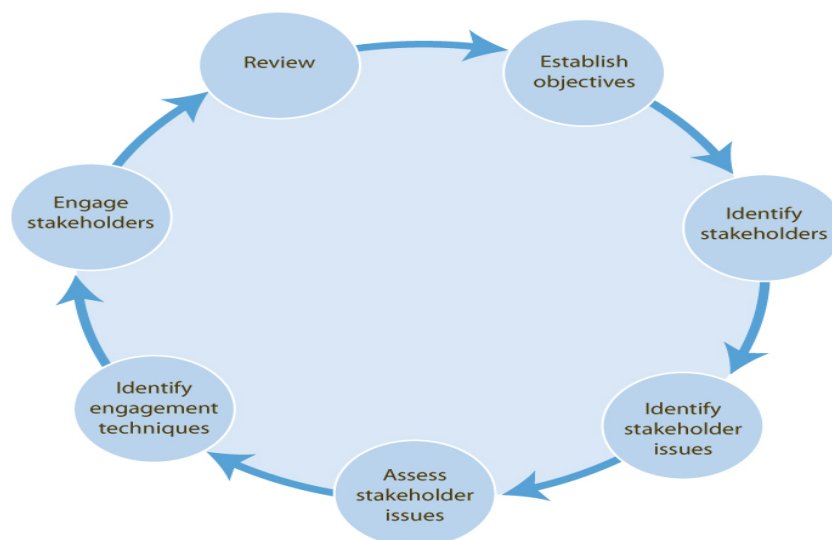 Review
Establish
objectives
Identify
stakeholders
Identify
stakeholder
issues
Assess
stakeholder
issues
Identify
engagement
techniques
Engage
stakeholders